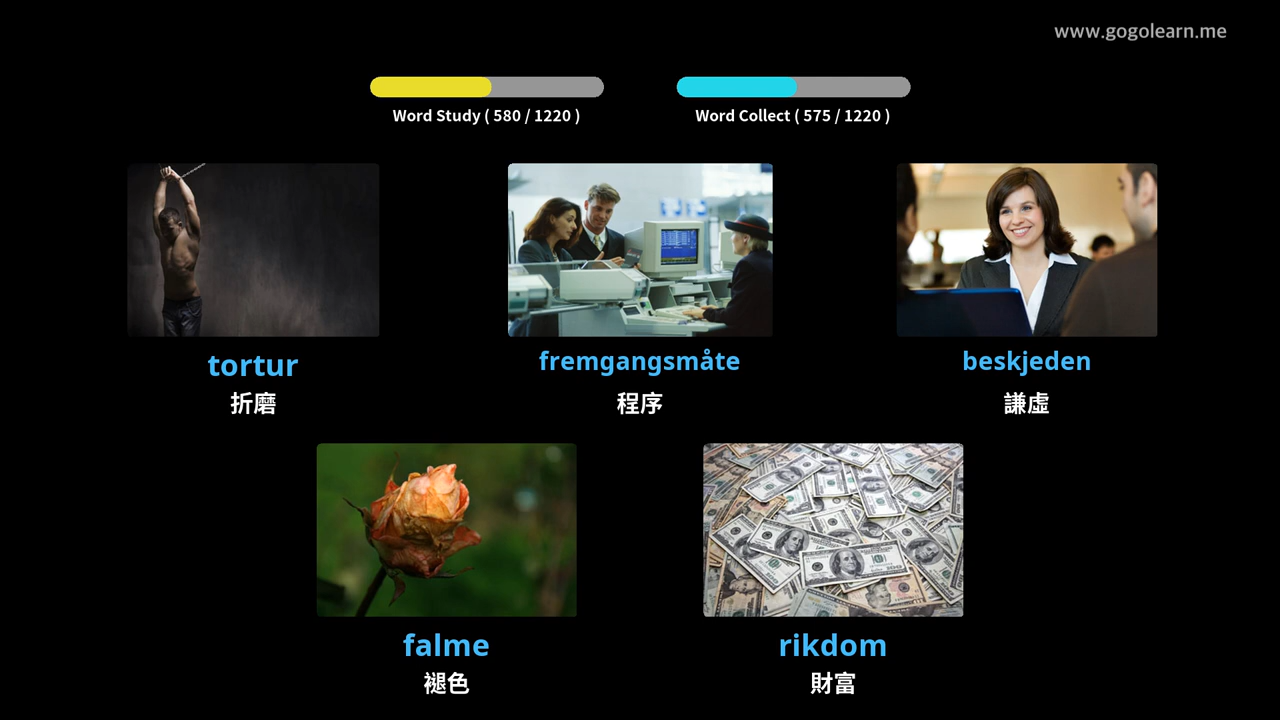 www.gogolearn.me
Word Study ( 580 / 1220 )
Word Collect ( 575 / 1220 )
tortur
折磨
fremgangsmåte
程序
beskjeden
謙虛
falme
褪色
rikdom
財富